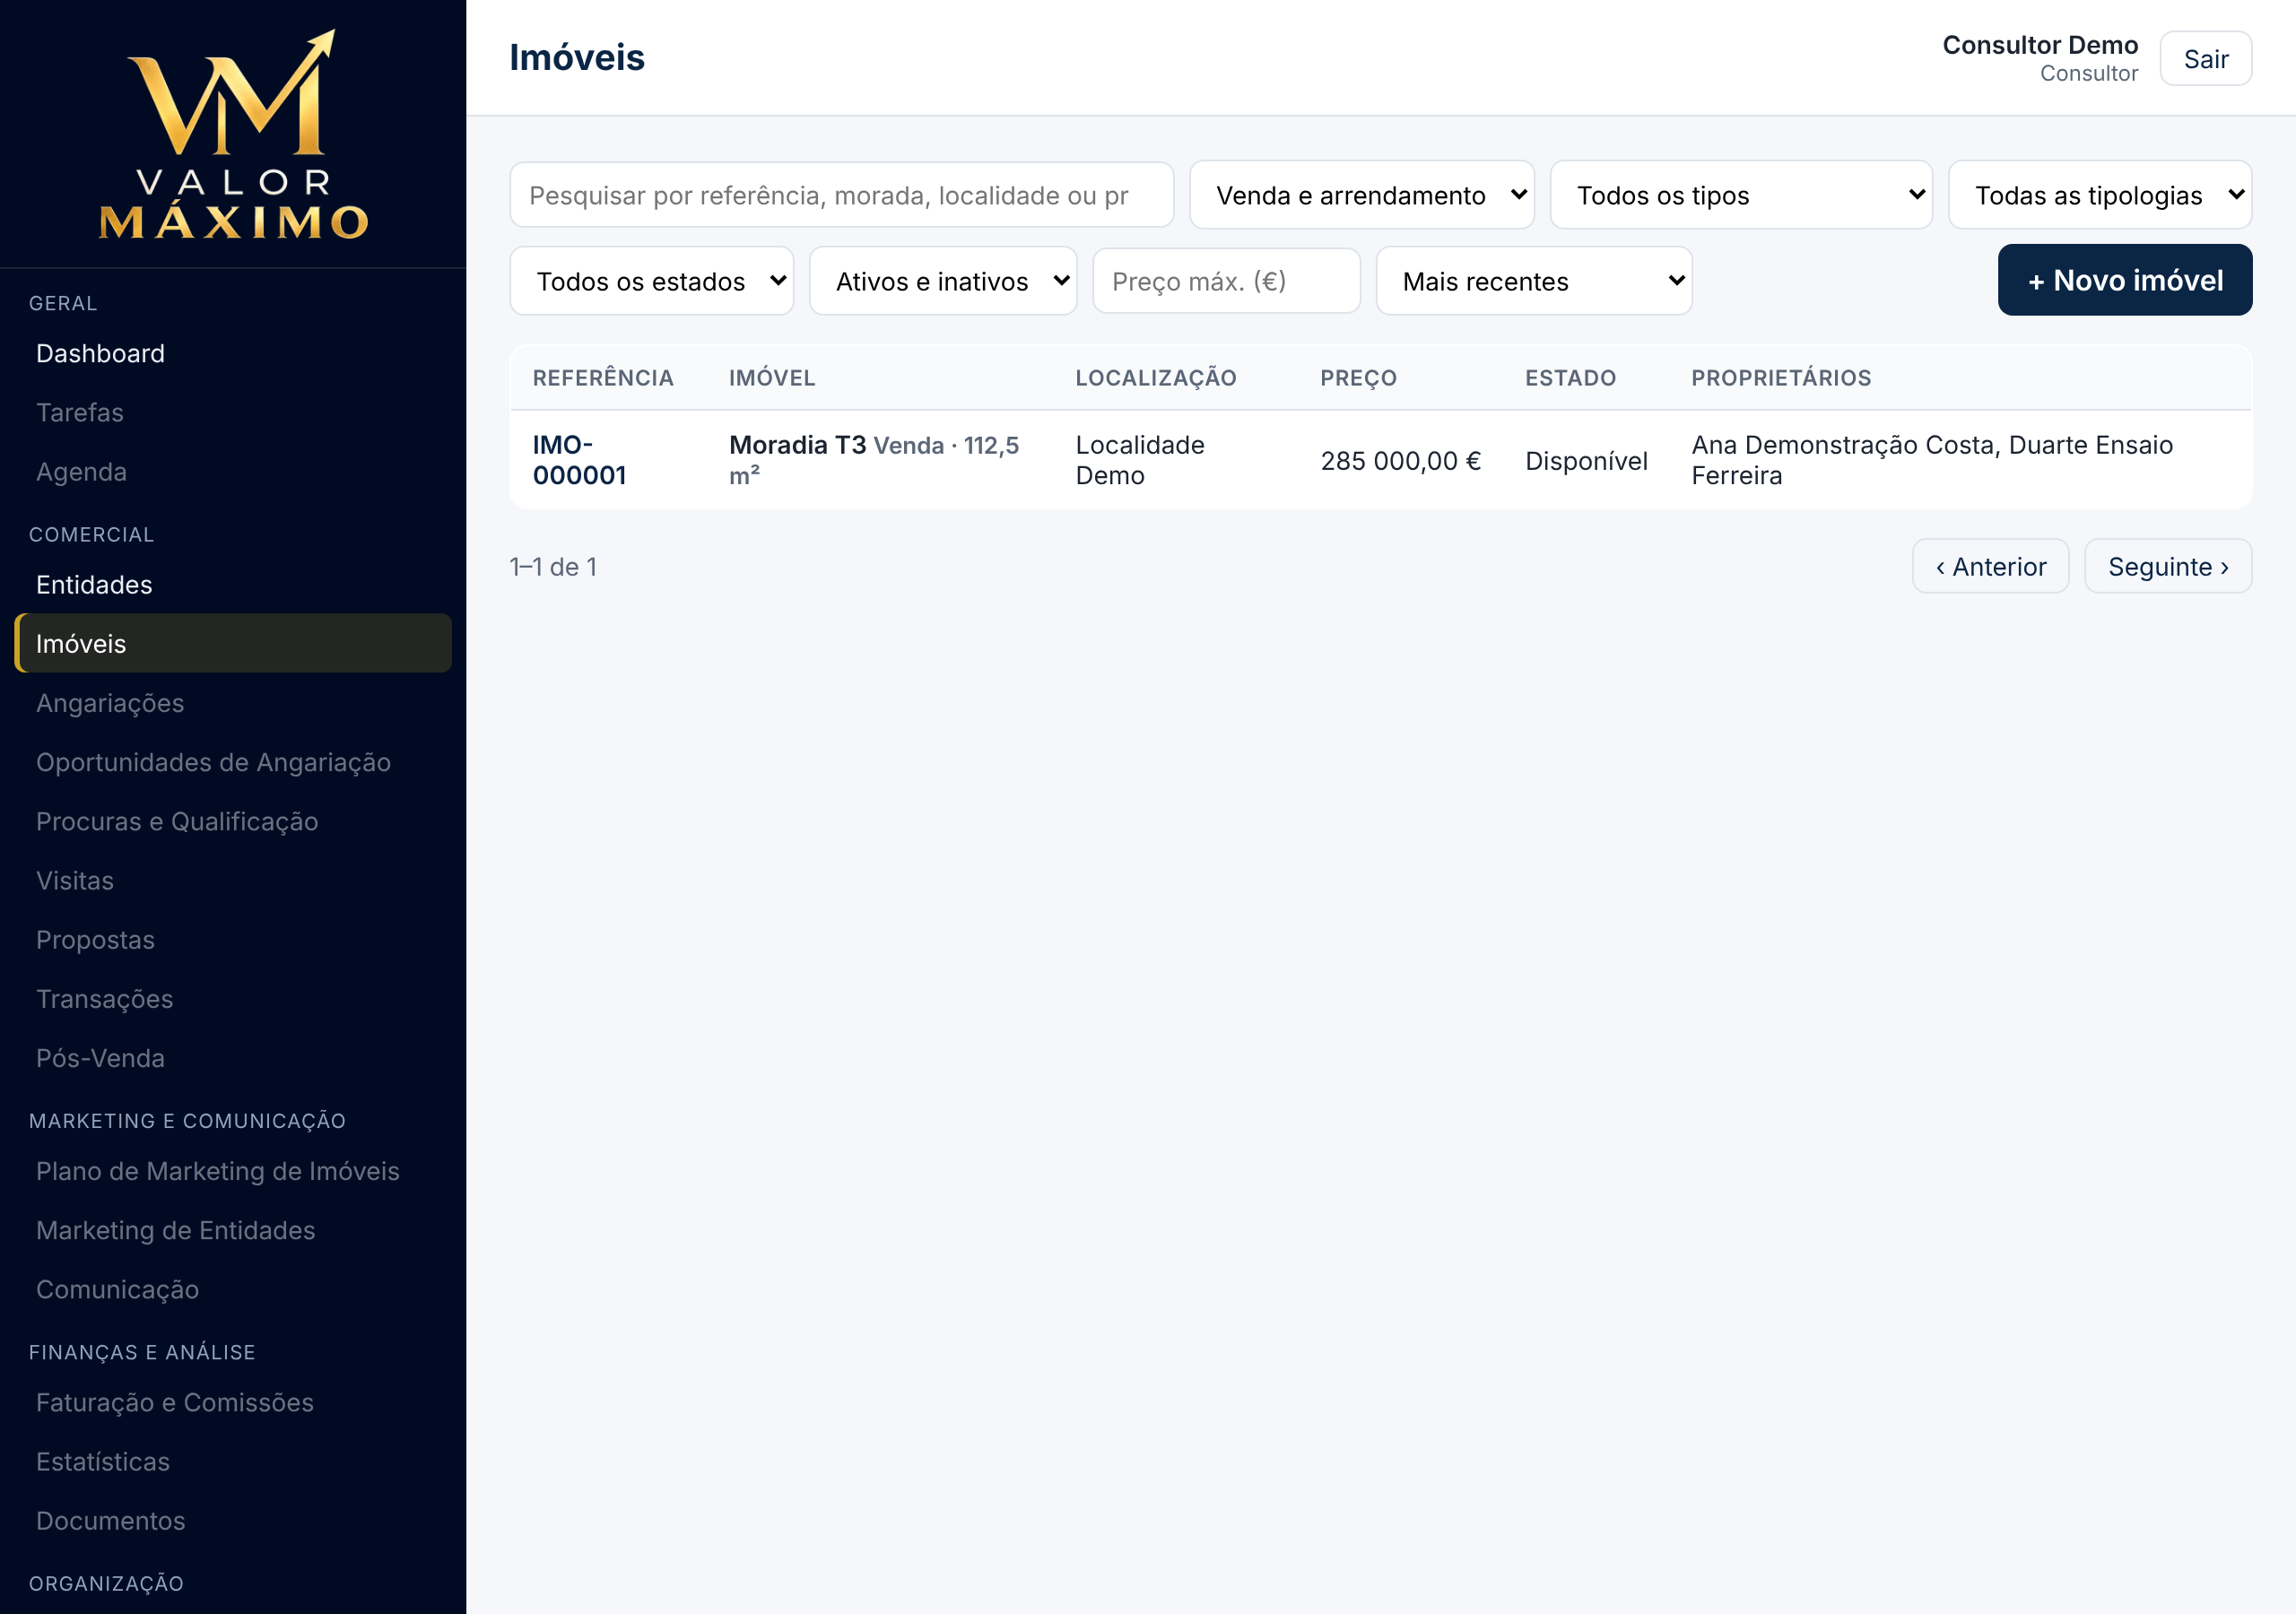 VM
VALOR
MÁXIMO
GERAL
Dashboard
Tarefas
Agenda
COMERCIAL
Entidades
Imóveis
Angariações
Oportunidades de Angariação
Procuras e Qualificação
Visitas
Propostas
Transações
Pós-Venda
MARKETING E COMUNICAÇÃO
Plano de Marketing de Imóveis
Marketing de Entidades
Comunicação
FINANÇAS E ANÁLISE
Faturação e Comissões
Estatísticas
Documentos
ORGANIZAÇÃO
Imóveis
Consultor Demo
Consultor
Sair
Pesquisar por referência, morada, localidade ou pr
Venda e arrendamento
Todos os tipos
Todas as tipologias
Todos os estados
Ativos e inativos
Preço máx. (€)
Mais recentes
+ Novo imóvel
REFERÊNCIA IMÓVEL LOCALIZAÇÃO PREÇO ESTADO PROPRIETÁRIOS
IMO-
000001
Moradia T3 Venda · 112,5
m²
Localidade
Demo
285 000,00 €
Disponível
Ana Demonstração Costa, Duarte Ensaio
Ferreira
1–1 de 1
‹ Anterior
Seguinte ›